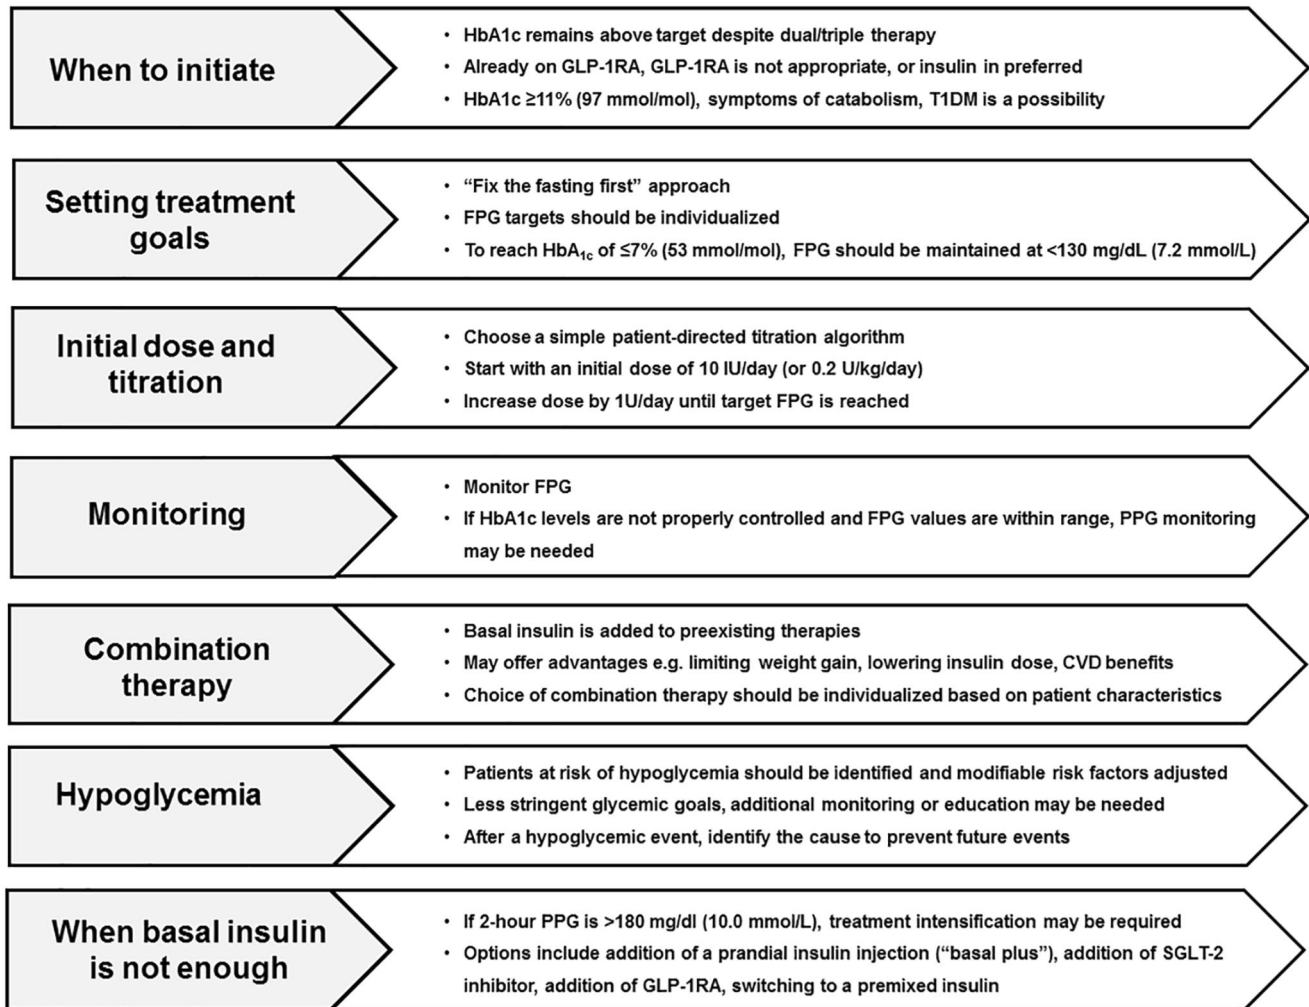 When to initiate
• HbA1c remains above target despite dual/triple therapy
• Already on GLP-1RA, GLP-1RA is not appropriate, or insulin in preferred
• HbA1c ≥11% (97 mmol/mol), symptoms of catabolism, T1DM is a possibility
Setting treatment
goals
• “Fix the fasting first” approach
• FPG targets should be individualized
• To reach HbA1c of ≤7% (53 mmol/mol), FPG should be maintained at <130 mg/dL (7.2 mmol/L)
Initial dose and
titration
• Choose a simple patient-directed titration algorithm
• Start with an initial dose of 10 IU/day (or 0.2 U/kg/day)
• Increase dose by 1U/day until target FPG is reached
Monitoring
• Monitor FPG
• If HbA1c levels are not properly controlled and FPG values are within range, PPG monitoring
may be needed
Combination
therapy
• Basal insulin is added to preexisting therapies
• May offer advantages e.g. limiting weight gain, lowering insulin dose, CVD benefits
• Choice of combination therapy should be individualized based on patient characteristics
Hypoglycemia
• Patients at risk of hypoglycemia should be identified and modifiable risk factors adjusted
• Less stringent glycemic goals, additional monitoring or education may be needed
• After a hypoglycemic event, identify the cause to prevent future events
When basal insulin
is not enough
• If 2-hour PPG is >180 mg/dl (10.0 mmol/L), treatment intensification may be required
• Options include addition of a prandial insulin injection (“basal plus”), addition of SGLT-2
inhibitor, addition of GLP-1RA, switching to a premixed insulin